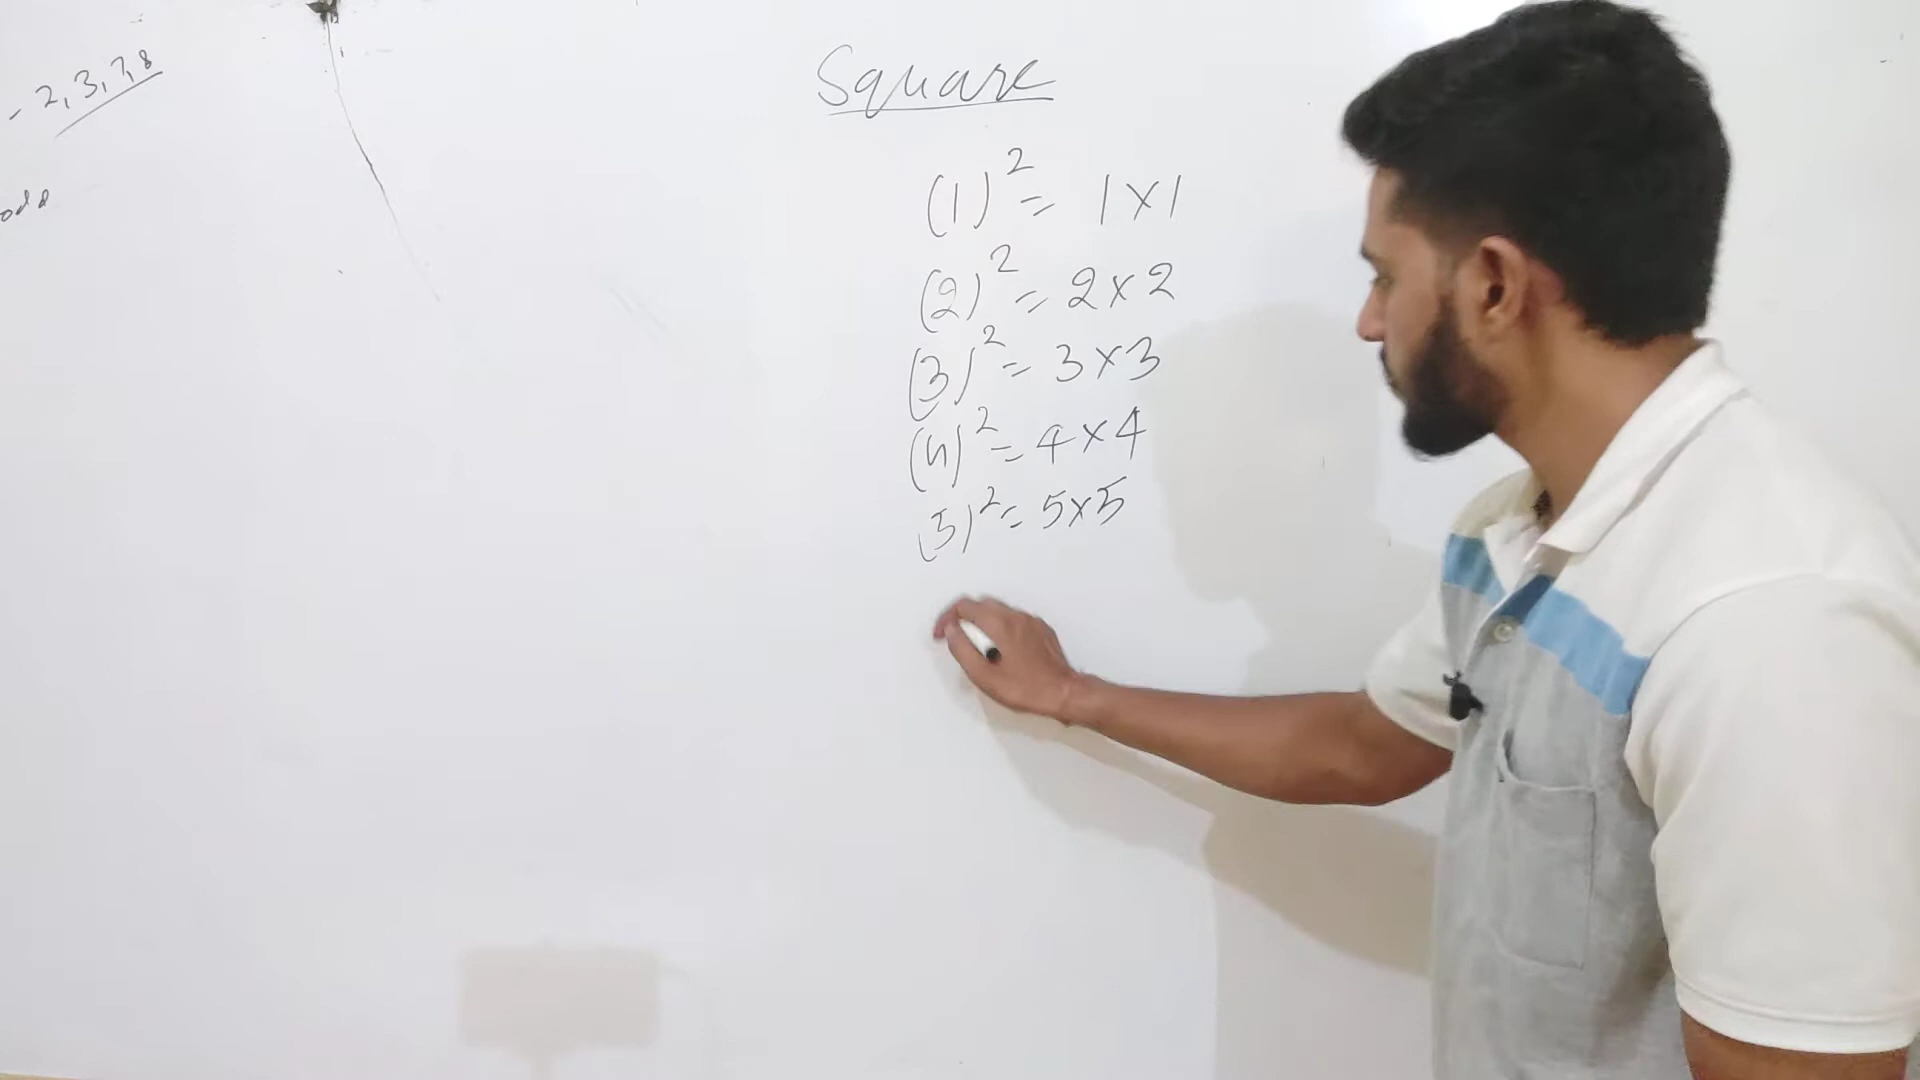 - 2, 3, 7, 8
odd
Square
(1)² = 1×1
(2)² = 2×2
(3)² = 3×3
(4)² = 4×4
(5)² = 5×5